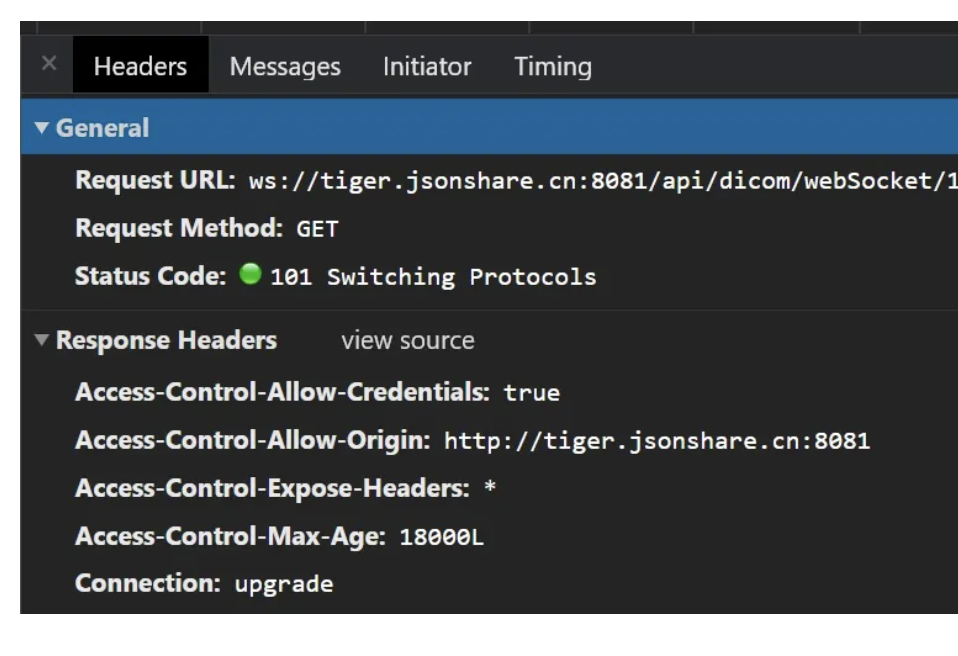 × Headers Messages Initiator Timing
▼ General
Request URL: ws://tiger.jsonshare.cn:8081/api/dicom/webSocket/1
Request Method: GET
Status Code: 101 Switching Protocols
▼ Response Headers view source
Access-Control-Allow-Credentials: true
Access-Control-Allow-Origin: http://tiger.jsonshare.cn:8081
Access-Control-Expose-Headers: *
Access-Control-Max-Age: 18000L
Connection: upgrade